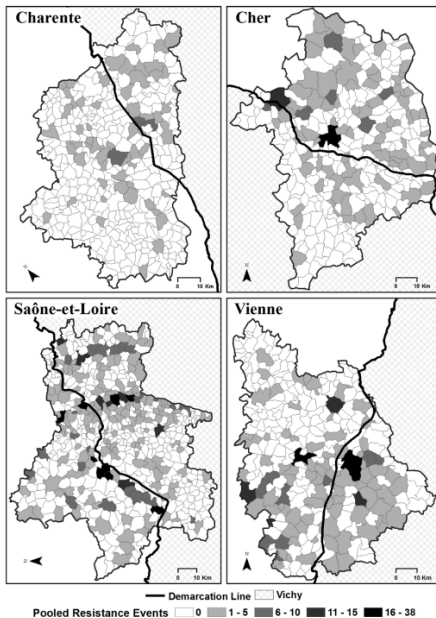 Charente
N
0 10 Km
Cher
N
0 10 Km
Saône-et-Loire
N
0 10 Km
Vienne
N
0 10 Km
Demarcation Line Vichy
Pooled Resistance Events 0 1 - 5 6 - 10 11 - 15 16 - 38